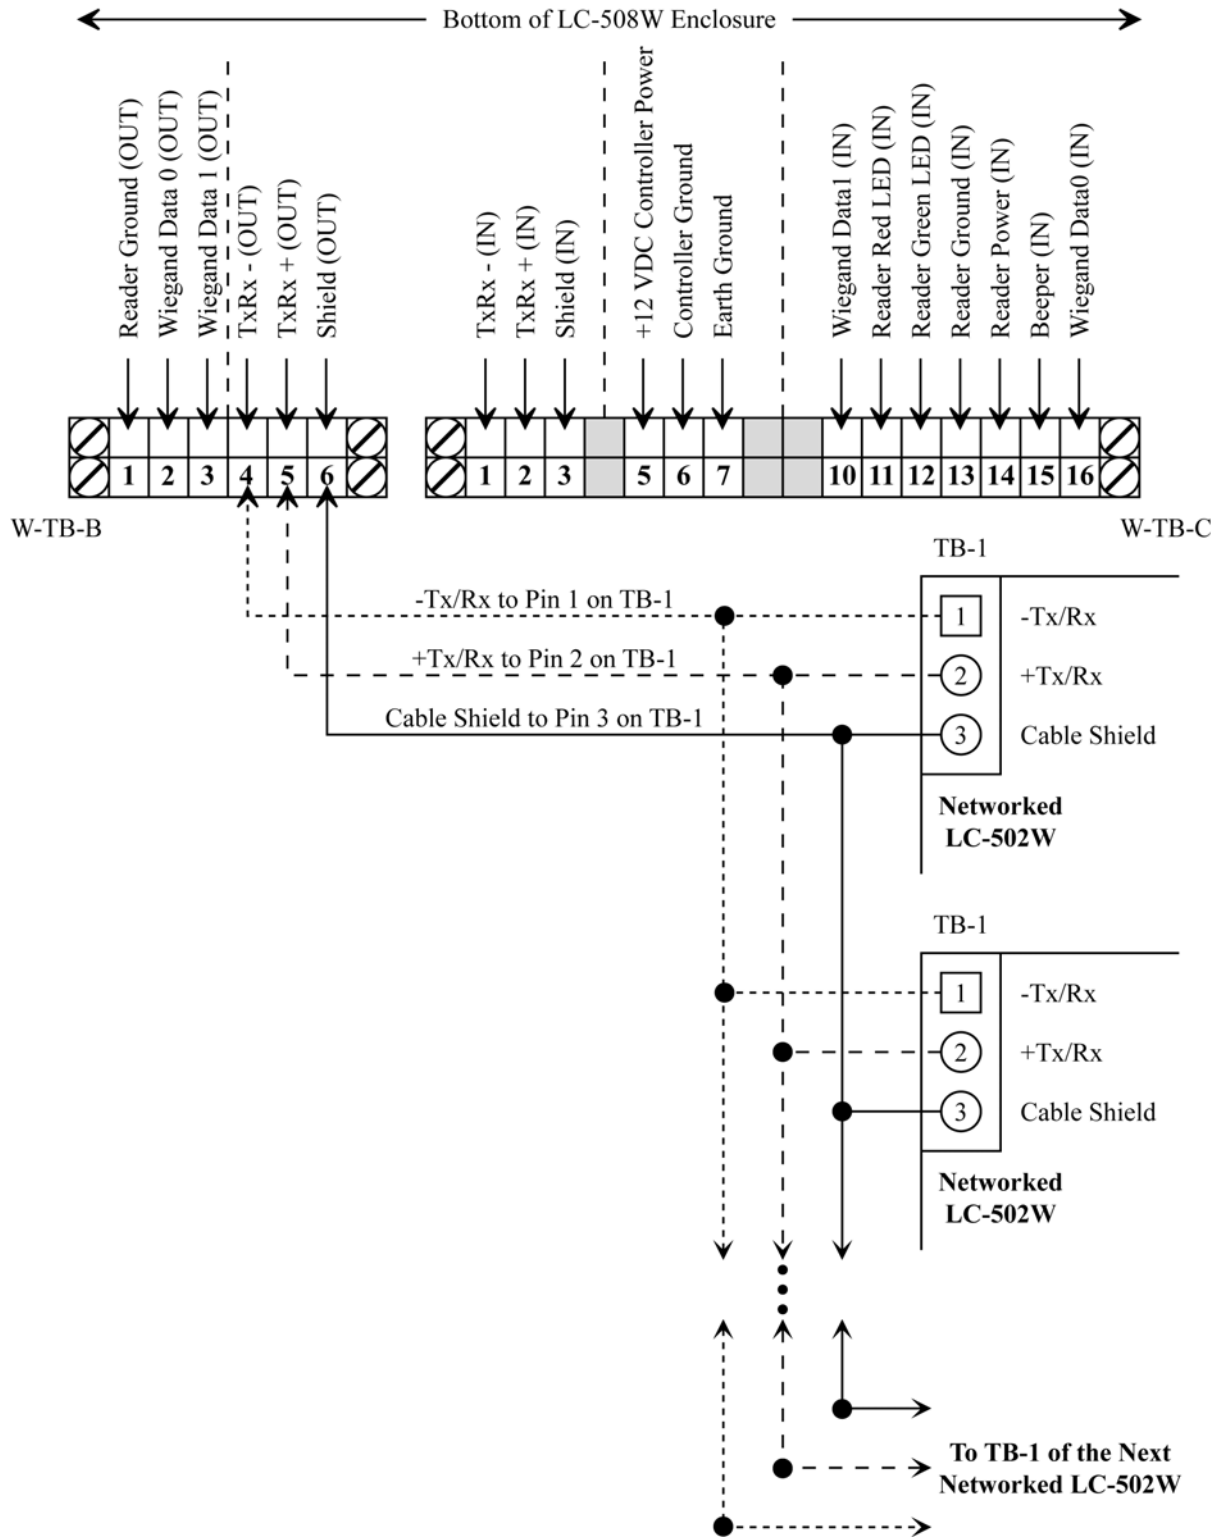 Bottom of LC-508W Enclosure
Reader Ground (OUT)
Wiegand Data 0 (OUT)
Wiegand Data 1 (OUT)
TxRx - (OUT)
TxRx + (OUT)
Shield (OUT)
TxRx - (IN)
TxRx + (IN)
Shield (IN)
+12 VDC Controller Power
Controller Ground
Earth Ground
Wiegand Data1 (IN)
Reader Red LED (IN)
Reader Green LED (IN)
Reader Ground (IN)
Reader Power (IN)
Beeper (IN)
Wiegand Data0 (IN)
1 2 3 4 5 6
1 2 3 5 6 7 10 11 12 13 14 15 16
W-TB-B
W-TB-C
TB-1
-Tx/Rx to Pin 1 on TB-1
1 -Tx/Rx
+Tx/Rx to Pin 2 on TB-1
2 +Tx/Rx
Cable Shield to Pin 3 on TB-1
3 Cable Shield
Networked
LC-502W
TB-1
1 -Tx/Rx
2 +Tx/Rx
3 Cable Shield
Networked
LC-502W
To TB-1 of the Next
Networked LC-502W